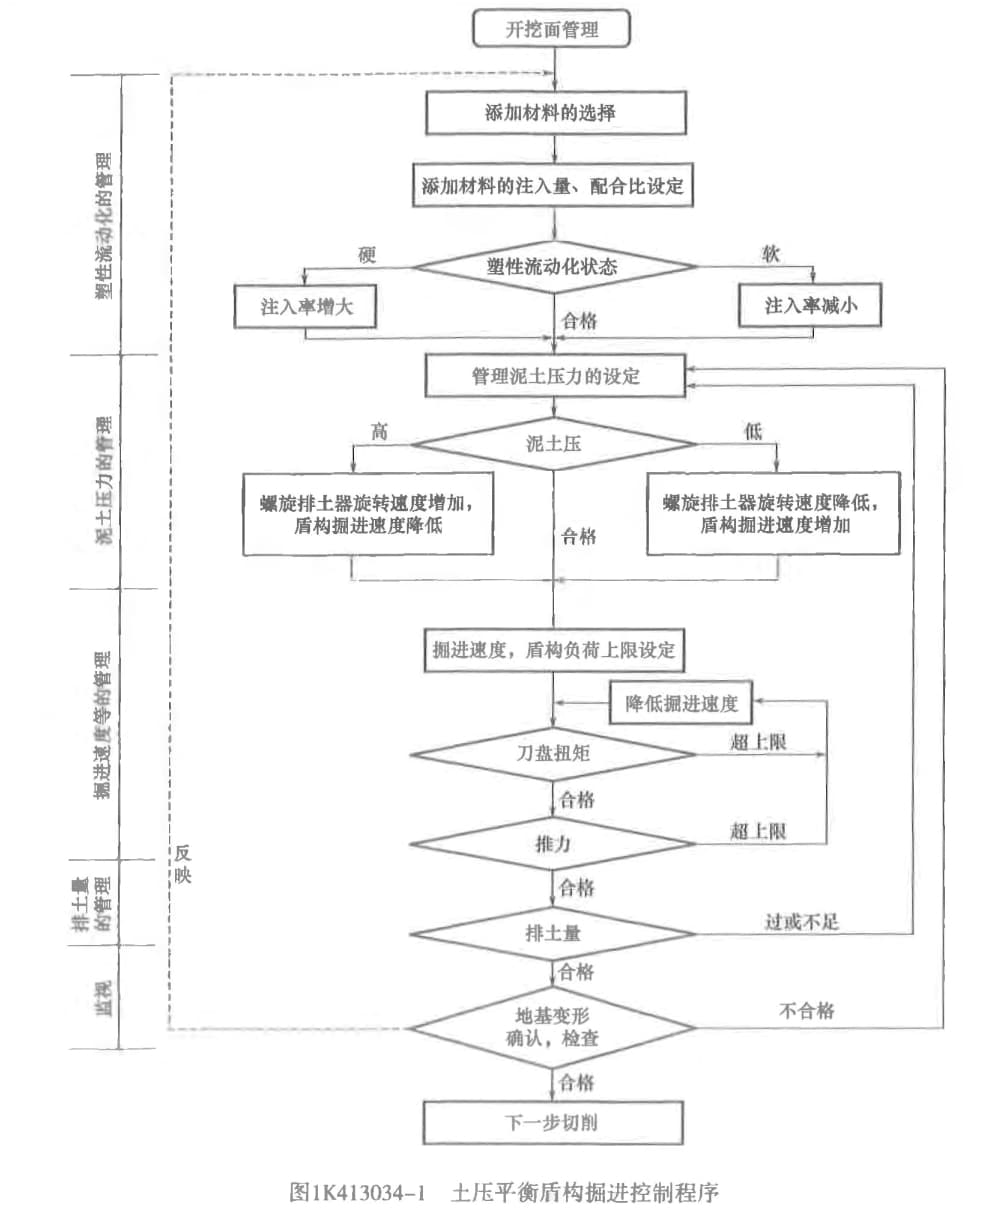 开挖面管理
添加材料的选择
添加材料的注入量、配合比设定
塑性流动化的管理
硬
塑性流动化状态
软
注入率增大
合格
注入率减小
管理泥土压力的设定
泥土压力的管理
高
泥土压
低
螺旋排土器旋转速度增加，
盾构掘进速度降低
合格
螺旋排土器旋转速度降低，
盾构掘进速度增加
掘进速度等的管理
掘进速度，盾构负荷上限设定
降低掘进速度
刀盘扭矩
超上限
合格
推力
超上限
反
映
合格
排土量
的管理
排土量
过或不足
合格
监视
地基变形
确认，检查
不合格
合格
下一步切削
图1K413034-1 土压平衡盾构掘进控制程序